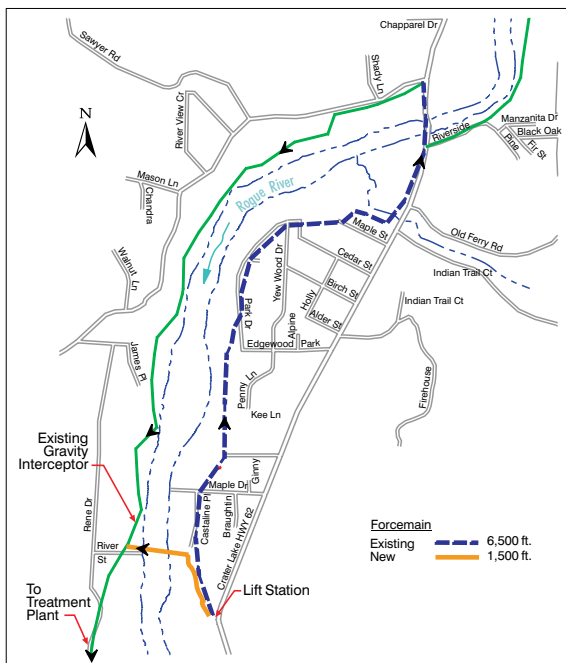 Chapparel Dr
Sawyer Rd
Shady Ln
River View Cr
N
Manzanita Dr
Black Oak
Riverside
Pine
Fir St
Mason Ln
Chandra
Rogue River
Maple St
Old Ferry Rd
Walnut Ln
Yew Wood Dr
Cedar St
Indian Trail Ct
Birch St
Holly
Indian Trail Ct
Park Dr
Alpine
Alder St
Edgewood Park
James Pl
Penny Ln
Firehouse
Kee Ln
Existing
Gravity
Interceptor
Ginny
Maple Dr
Rene Dr
Castaline Pl
Braughtin
Crater Lake HWY 62
Forcemain
Existing 6,500 ft.
New 1,500 ft.
River
St
To
Treatment
Plant
Lift Station